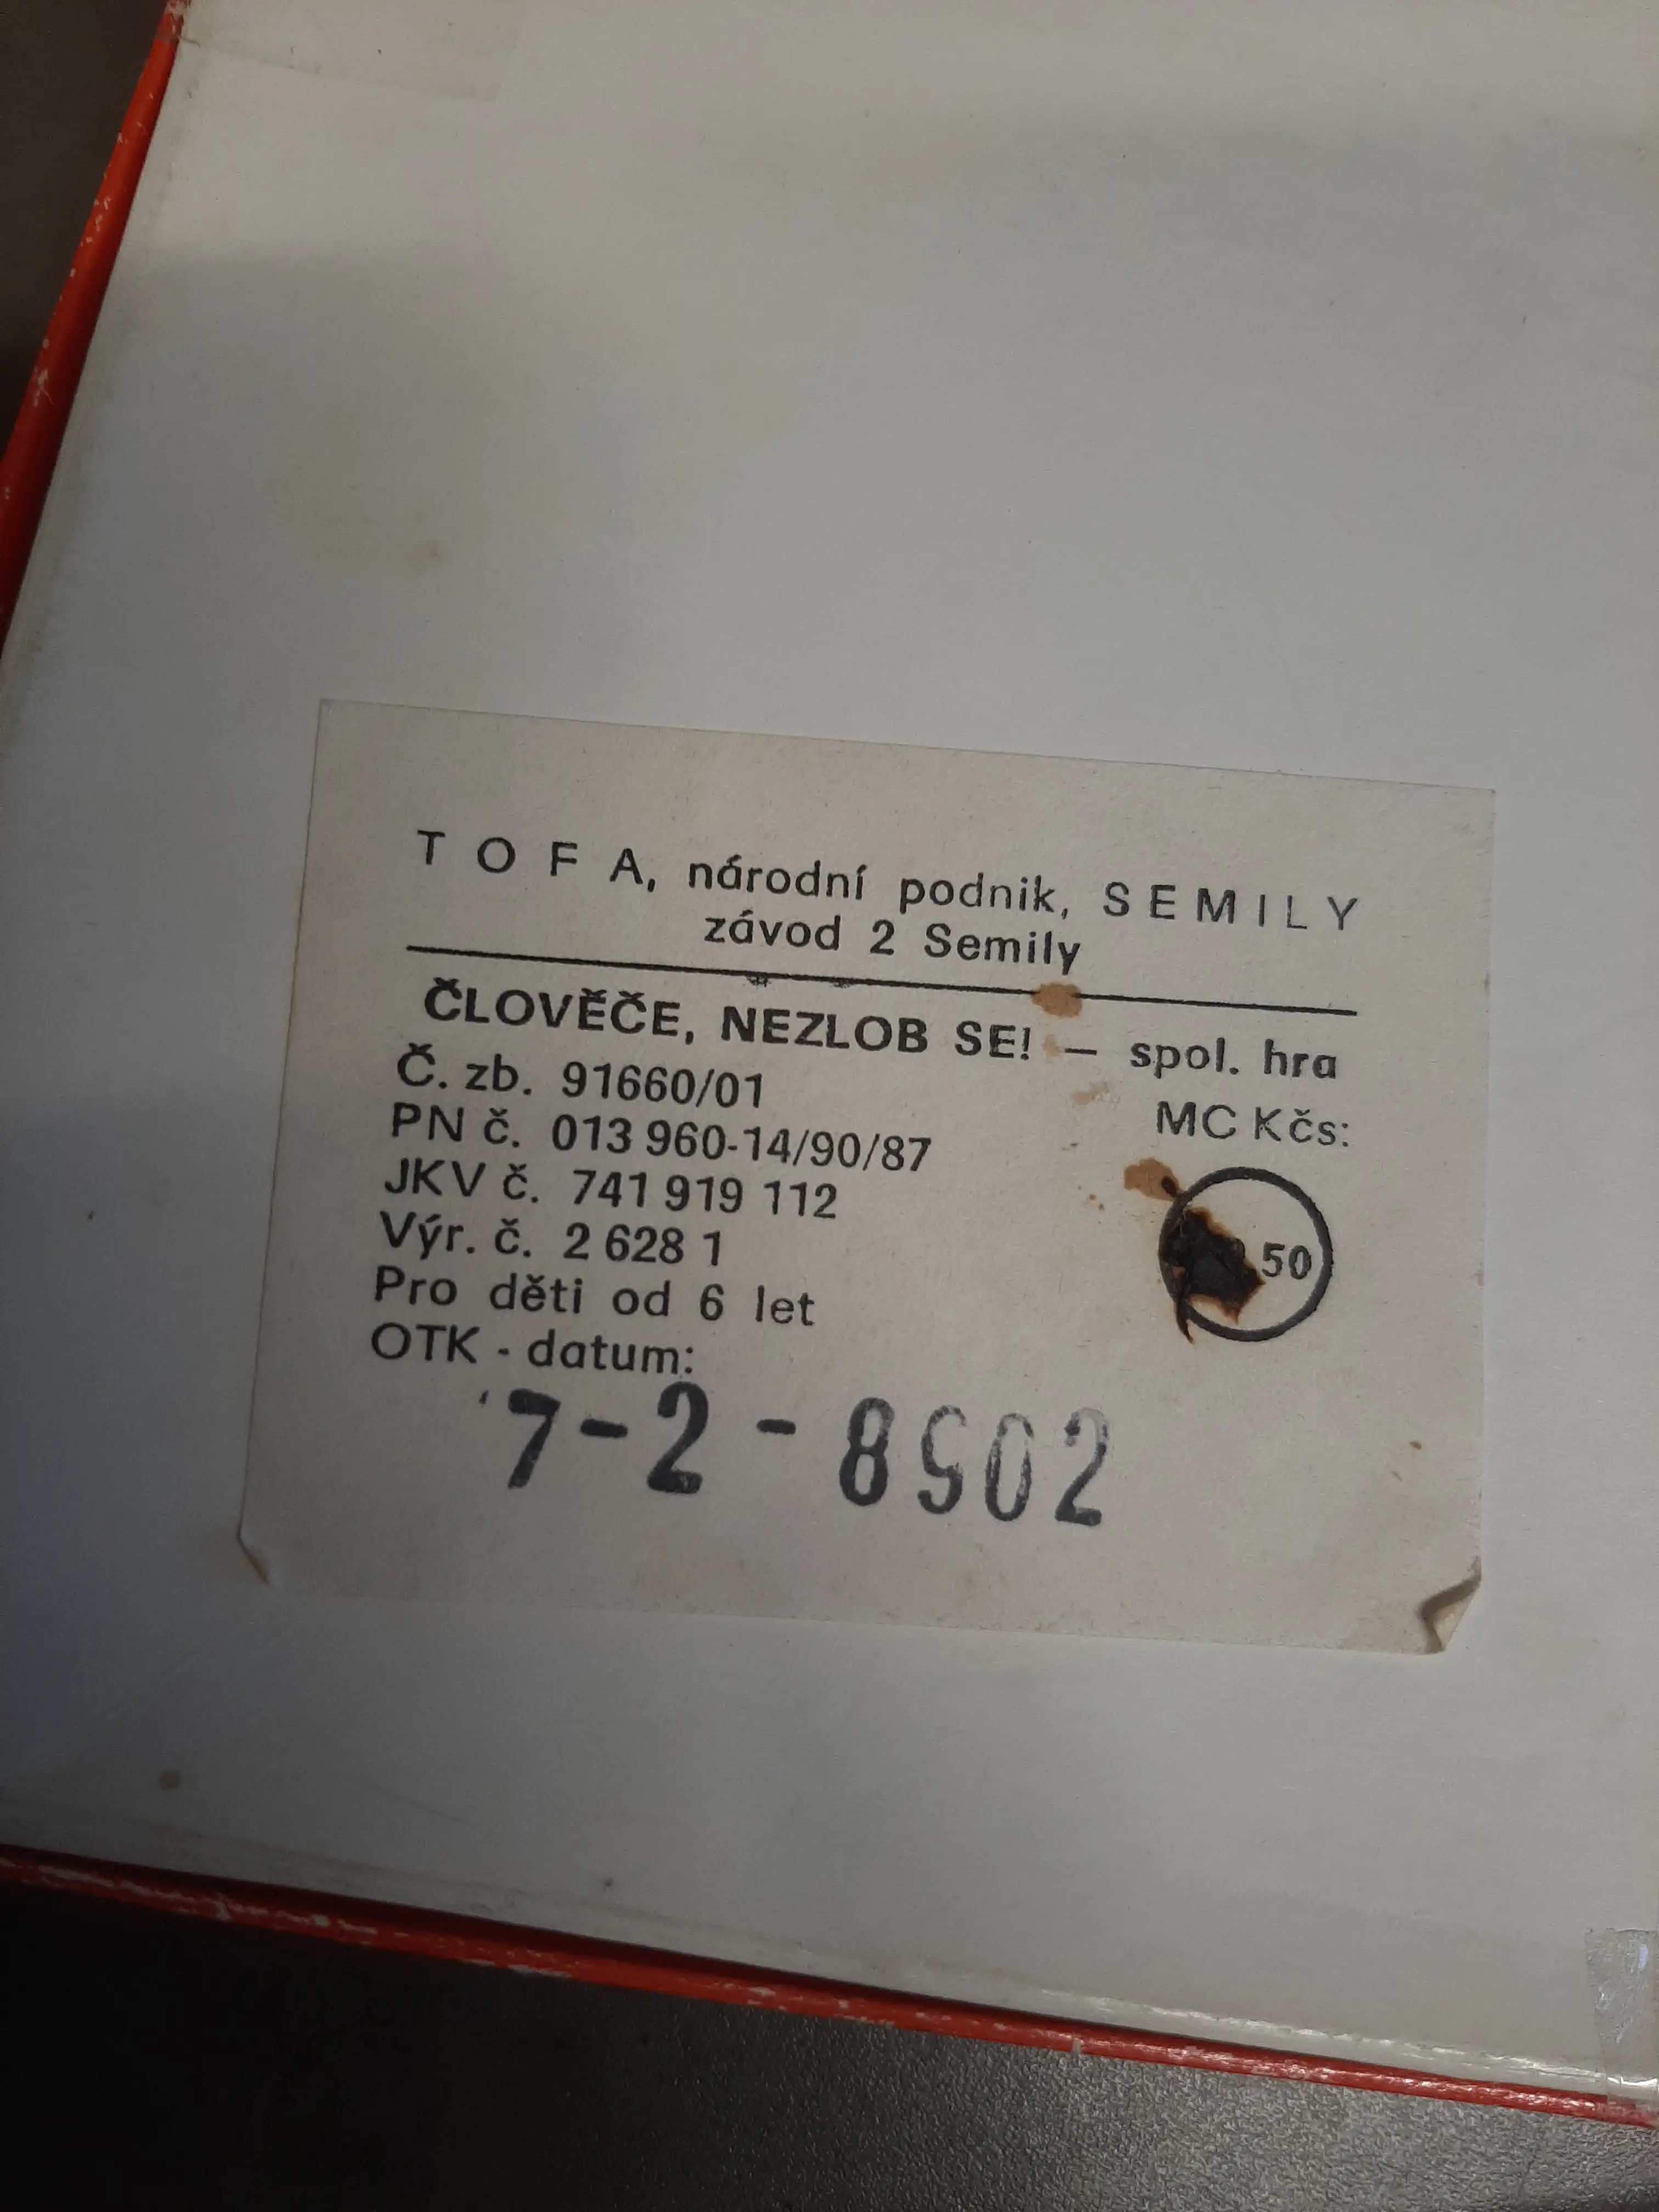 TOFA, národní podnik, SEMILY
závod 2 Semily
ČLOVĚČE, NEZLOB SE! — spol. hra
Č. zb. 91660/01
PN č. 013 960-14/90/87
JKV č. 741 919 112
Výr. č. 2 628 1
Pro děti od 6 let
OTK - datum:
7-2-8502
MC Kčs:
50